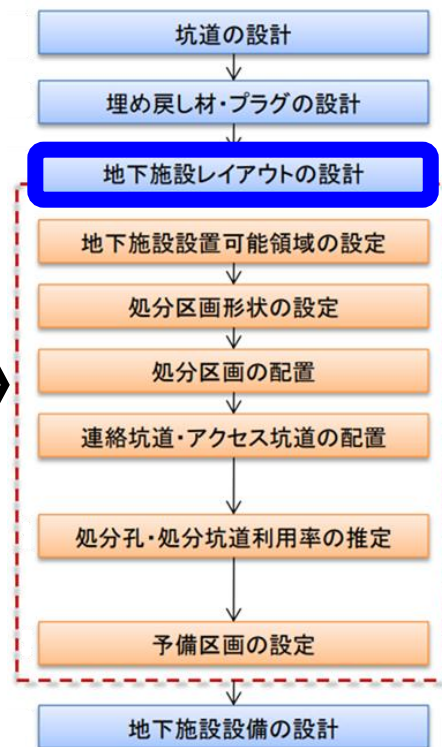 坑道の設計
埋め戻し材・プラグの設計
地下施設レイアウトの設計
地下施設設置可能領域の設定
処分区画形状の設定
処分区画の配置
連絡坑道・アクセス坑道の配置
処分孔・処分坑道利用率の推定
予備区画の設定
地下施設設備の設計